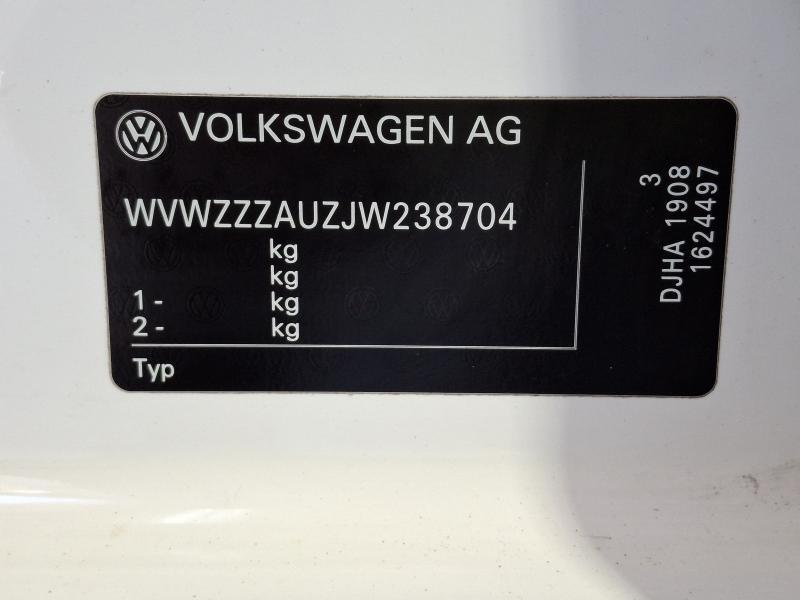 VOLKSWAGEN AG
WVWZZZAUZJW238704
kg
kg
1 - kg
2 - kg
Typ
3
DJHA 1908
1624497